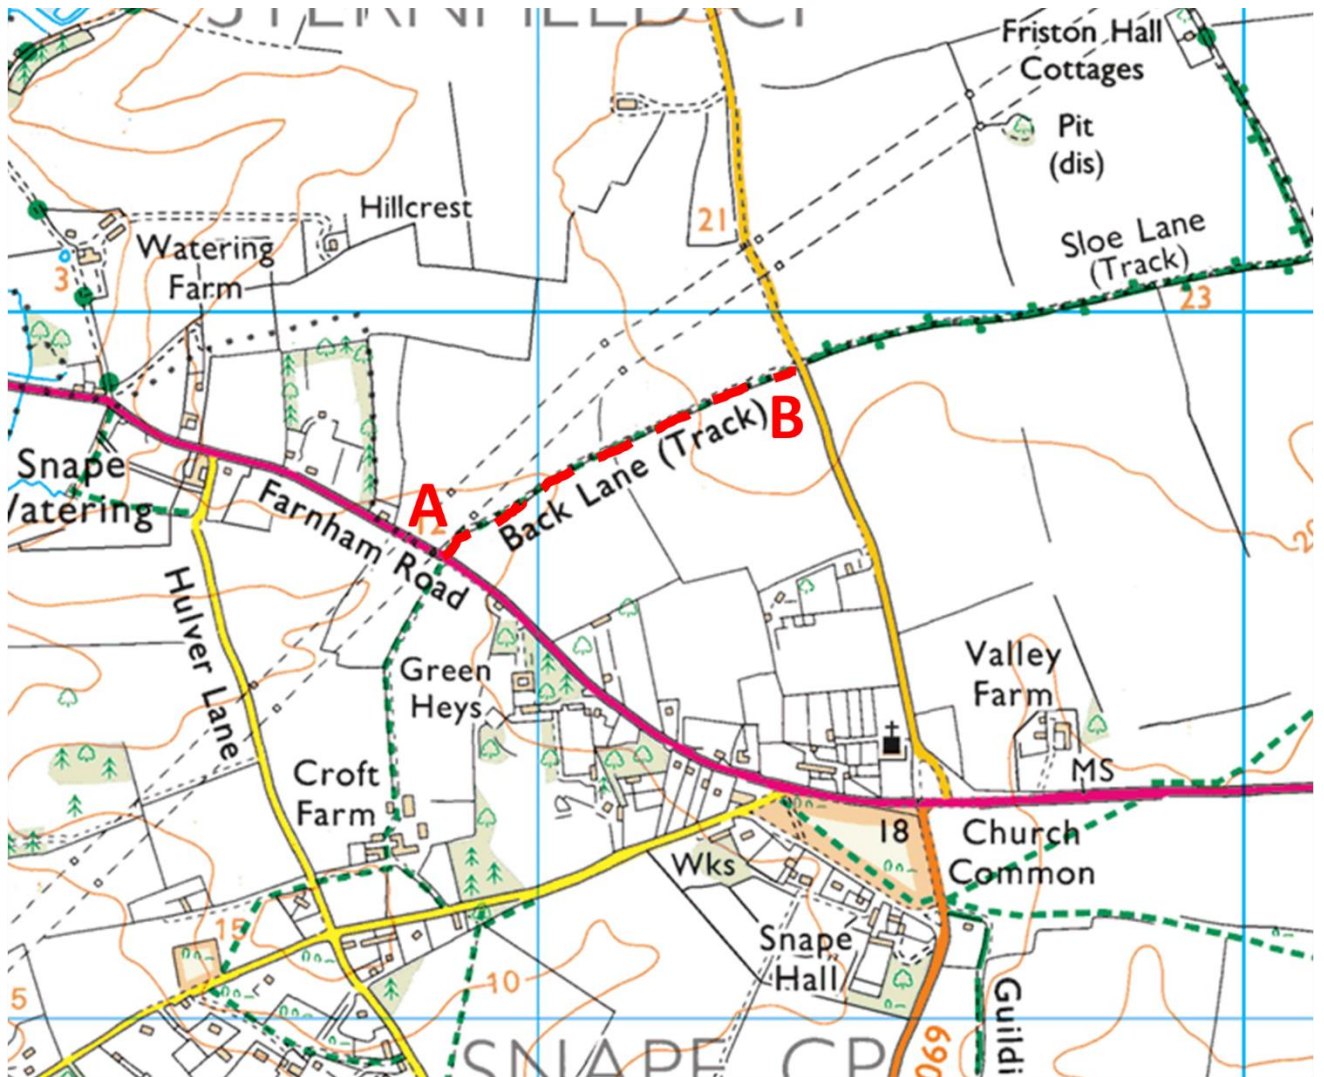 STERNFIELD CP
Friston Hall
Cottages
Pit
(dis)
Hillcrest
21
Sloe Lane
(Track)
23
Watering
Farm
3
Back Lane (Track)
B
A
12
Snape
Watering
Farnham Road
Hulver Lane
Green
Heys
Valley
Farm
MS
Croft
Farm
18
Church
Common
Wks
Snape
Hall
15
10
5
Guildi
069
SNAPE CP